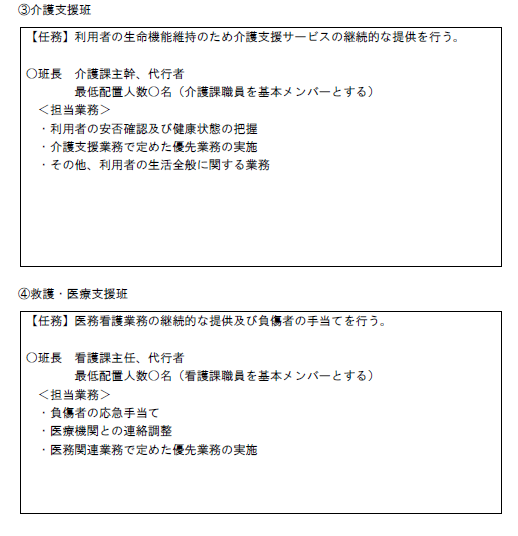 ③介護支援班
【任務】利用者の生命機能維持のため介護支援サービスの継続的な提供を行う。
○班長　介護課主幹、代行者
最低配置人数○名（介護課職員を基本メンバーとする）
＜担当業務＞
・利用者の安否確認及び健康状態の把握
・介護支援業務で定めた優先業務の実施
・その他、利用者の生活全般に関する業務
④救護・医療支援班
【任務】医務看護業務の継続的な提供及び負傷者の手当てを行う。
○班長　看護課主任、代行者
最低配置人数○名（看護課職員を基本メンバーとする）
＜担当業務＞
・負傷者の応急手当て
・医療機関との連絡調整
・医務関連業務で定めた優先業務の実施